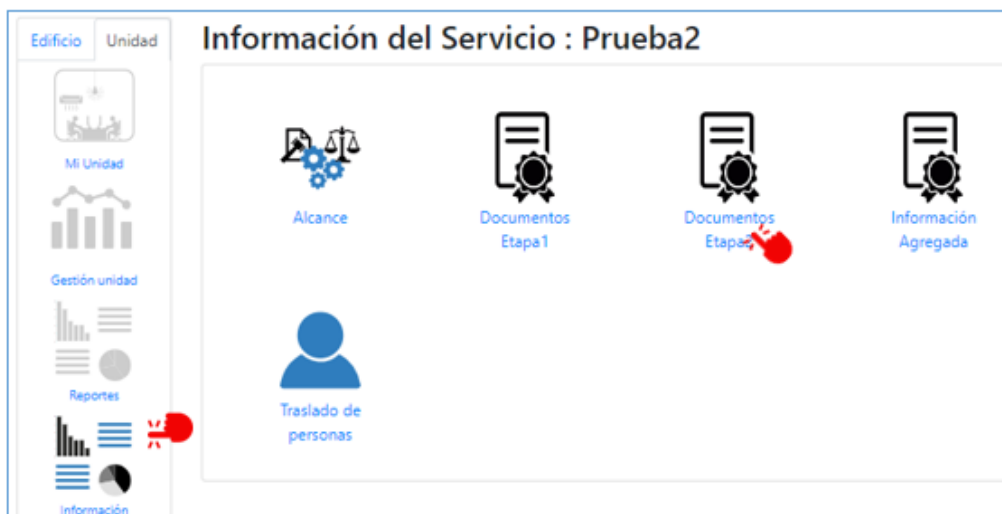 Edificio Unidad
Información del Servicio : Prueba2
Mi Unidad
Gestión unidad
Reportes
Información
Alcance
Documentos
Etapa1
Documentos
Información
Agregada
Traslado de
personas